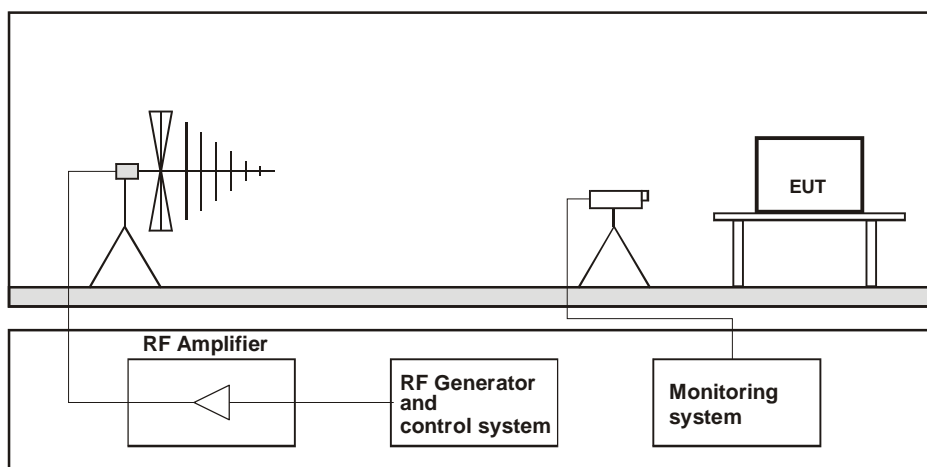 EUT
RF Amplifier
RF Generator
and
control system
Monitoring
system